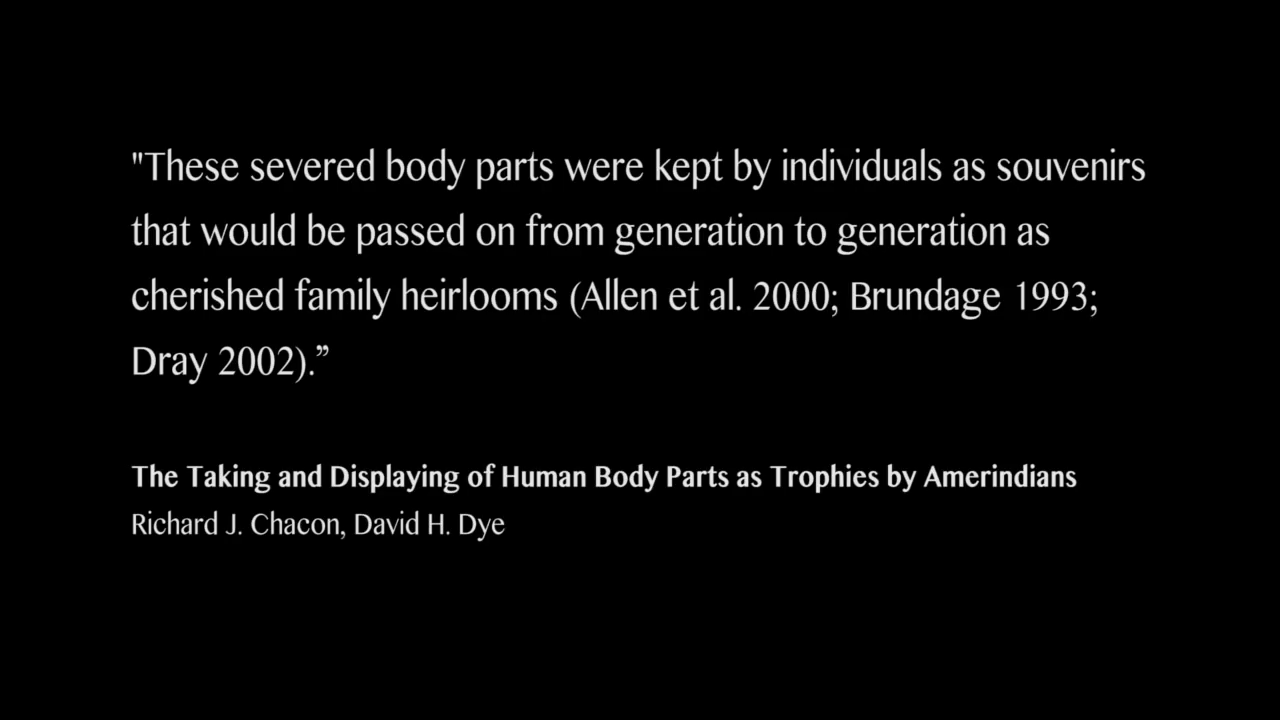 "These severed body parts were kept by individuals as souvenirs
that would be passed on from generation to generation as
cherished family heirlooms (Allen et al. 2000; Brundage 1993;
Dray 2002).”
The Taking and Displaying of Human Body Parts as Trophies by Amerindians
Richard J. Chacon, David H. Dye